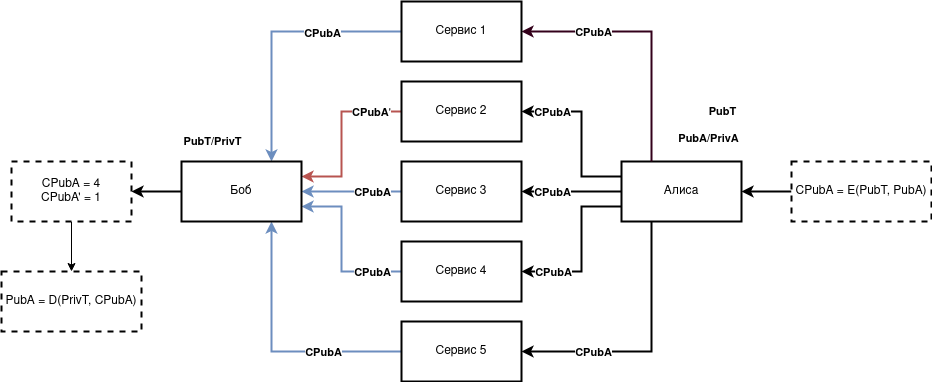 CPubA
Сервис 1
CPubA
CPubA'
Сервис 2
CPubA
PubT
PubT/PrivT
PubA/PrivA
CPubA = 4
CPubA' = 1
Боб
CPubA
Сервис 3
CPubA
Алиса
CPubA = E(PubT, PubA)
CPubA
Сервис 4
CPubA
PubA = D(PrivT, CPubA)
CPubA
Сервис 5
CPubA